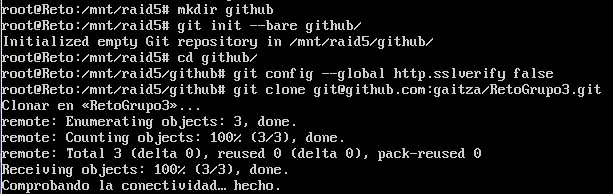 root@Reto:/mnt/raid5# mkdir github
root@Reto:/mnt/raid5# git init --bare github/
Initialized empty Git repository in /mnt/raid5/github/
root@Reto:/mnt/raid5# cd github/
root@Reto:/mnt/raid5/github# git config --global http.sslverify false
root@Reto:/mnt/raid5/github# git clone git@github.com:gaitza/RetoGrupo3.git
Clonar en «RetoGrupo3»...
remote: Enumerating objects: 3, done.
remote: Counting objects: 100% (3/3), done.
remote: Total 3 (delta 0), reused 0 (delta 0), pack-reused 0
Receiving objects: 100% (3/3), done.
Comprobando la conectividad… hecho.